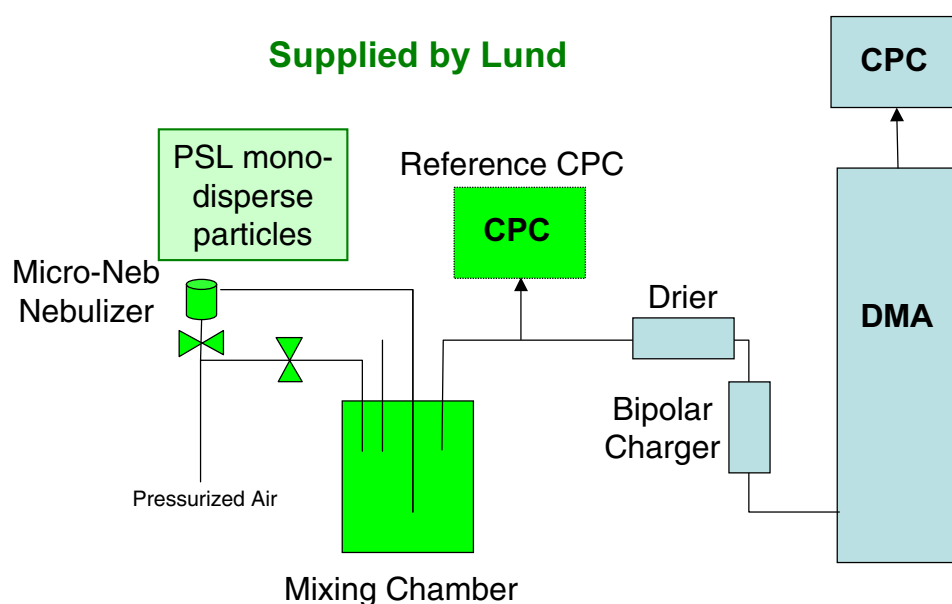 Supplied by Lund
CPC
PSL mono-
disperse
particles
Reference CPC
CPC
Micro-Neb
Nebulizer
Drier
DMA
Bipolar
Charger
Pressurized Air
Mixing Chamber